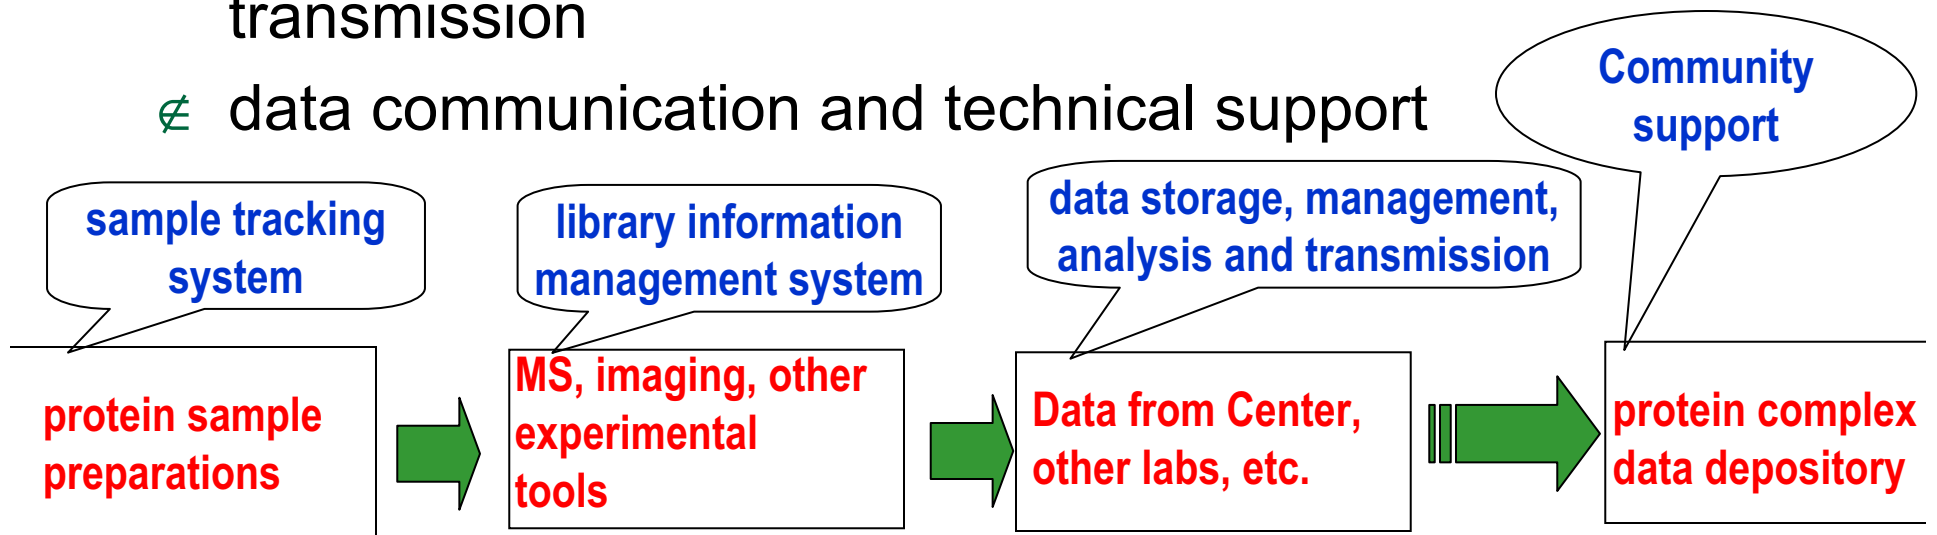 transmission
∉ data communication and technical support
Community
support
sample tracking
system
library information
management system
data storage, management,
analysis and transmission
protein sample
preparations
MS, imaging, other
experimental
tools
Data from Center,
other labs, etc.
protein complex
data depository